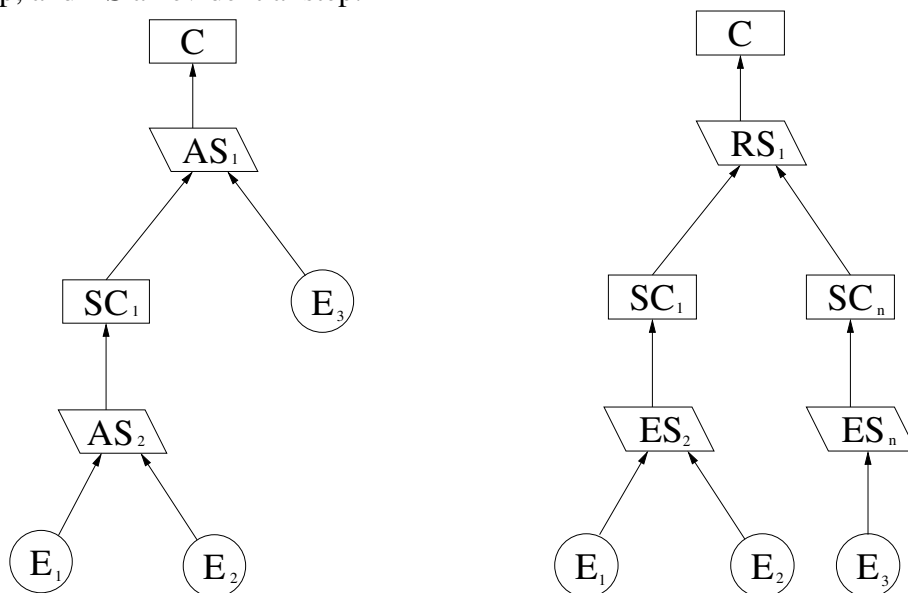 C C
AS₁ RS₁
SC₁ E₃ SC₁ SCₙ
AS₂ ES₂ ESₙ
E₁ E₂ E₁ E₂ E₃